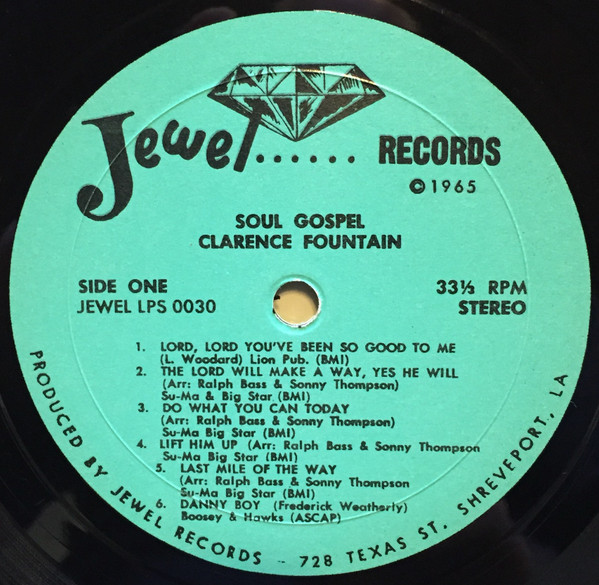 Jewel...... RECORDS
©1965
SOUL GOSPEL
CLARENCE FOUNTAIN
SIDE ONE
JEWEL LPS 0030
33⅓ RPM
STEREO
1. LORD, LORD YOU'VE BEEN SO GOOD TO ME
(L. Woodard) Lion Pub. (BMI)
2. THE LORD WILL MAKE A WAY, YES HE WILL
(Arr: Ralph Bass & Sonny Thompson)
Su-Ma & Big Star (BMI)
3. DO WHAT YOU CAN TODAY
(Arr: Ralph Bass & Sonny Thompson)
Su-Ma Big Star (BMI)
4. LIFT HIM UP (Arr: Ralph Bass & Sonny Thompson
Su-Ma Big Star (BMI)
5. LAST MILE OF THE WAY
(Arr: Ralph Bass & Sonny Thompson
Su-Ma Big Star (BMI)
6. DANNY BOY (Frederick Weatherly)
Boosey & Hawks (ASCAP)
PRODUCED BY JEWEL RECORDS - 728 TEXAS ST. SHREVEPORT, LA